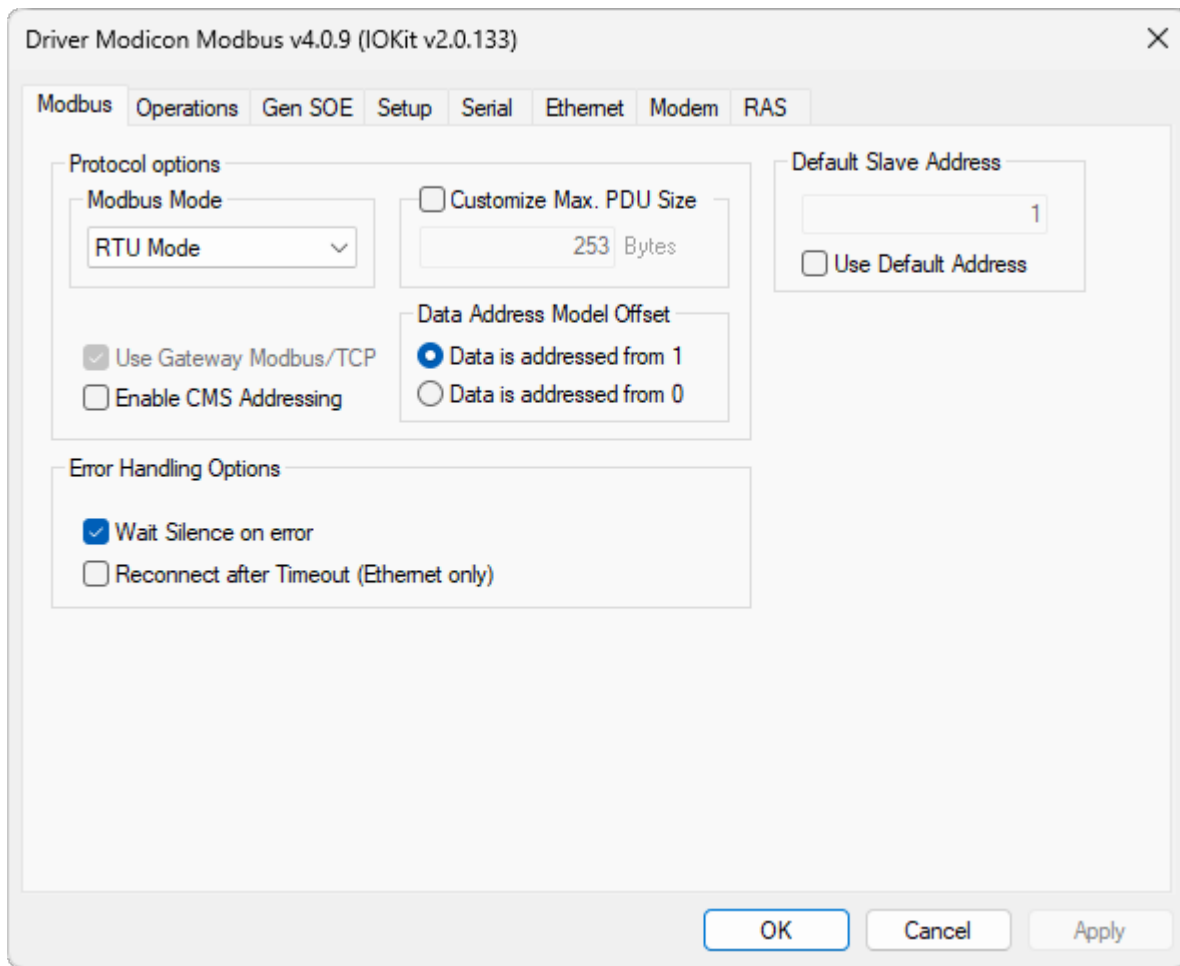 Driver Modicon Modbus v4.0.9 (IOKit v2.0.133)
Modbus Operations Gen SOE Setup Serial Ethernet Modem RAS
Protocol options
Modbus Mode
RTU Mode
Customize Max. PDU Size
253 Bytes
Use Gateway Modbus/TCP
Enable CMS Addressing
Data Address Model Offset
Data is addressed from 1
Data is addressed from 0
Default Slave Address
1
Use Default Address
Error Handling Options
Wait Silence on error
Reconnect after Timeout (Ethernet only)
OK Cancel Apply